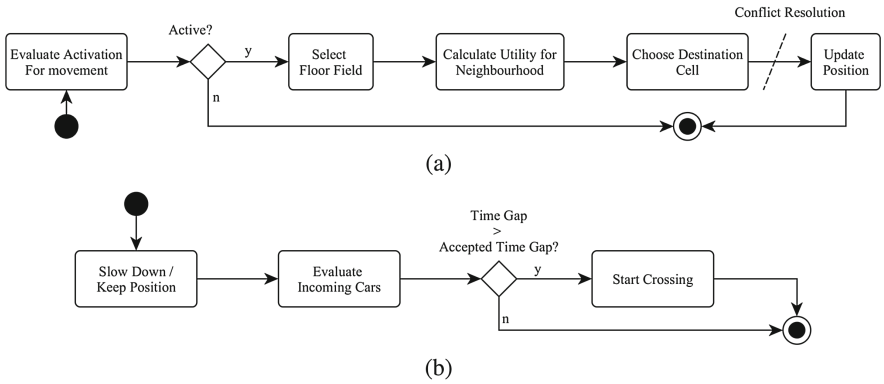 Conflict Resolution
Active?
Evaluate Activation
For movement
y
Select
Floor Field
Calculate Utility for
Neighbourhood
Choose Destination
Cell
Update
Position
n
(a)
Time Gap
>
Accepted Time Gap?
Slow Down /
Keep Position
Evaluate
Incoming Cars
y
Start Crossing
n
(b)